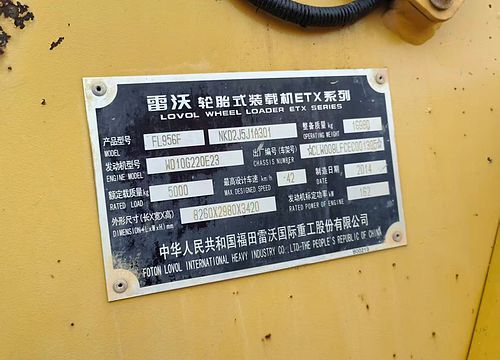 雷沃 轮胎式装载机ETX系列
LOVOL WHEEL LOADER ETX SERIES
产品型号 FL956F NKD2J5J1A301 整备质量 kg 16990
MODEL OPERATING WEIGHT
发动机型号 WD10G220E23 出厂编号(车架号)
ENGINE MODEL CHASSIS NUMBER
额定载质量 kg 5000 最高设计车速 km/h 42 制造日期 2014
RATED LOAD MAX DESIGNED SPEED DATE
外形尺寸(长X宽X高) 8260X2980X3420 发动机额定功率 kW 162
DIMENSION(LxWxH) RATED POWER OF ENGINE
中华人民共和国福田雷沃国际重工股份有限公司
FOTON LOVOL INTERNATIONAL HEAVY INDUSTRY CO., LTD-THE PEOPLE'S REPUBLIC OF CHINA